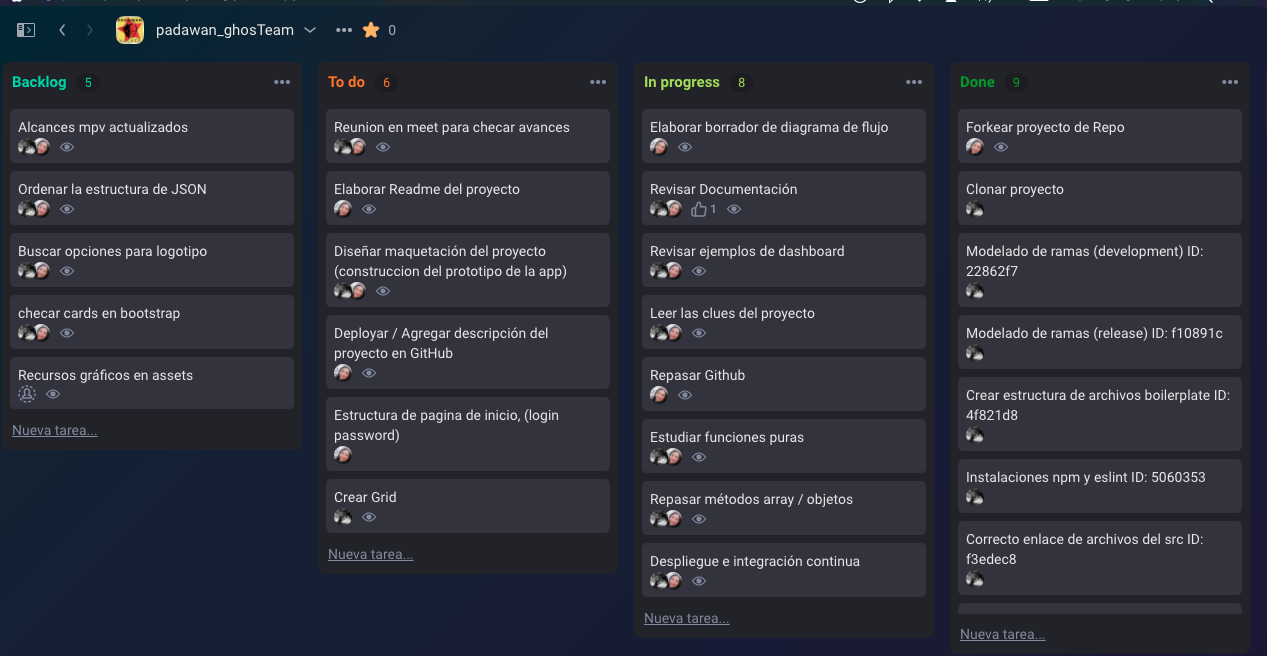 padawan_ghosTeam
0
Backlog 5
Alcances mpv actualizados
Ordenar la estructura de JSON
Buscar opciones para logotipo
checar cards en bootstrap
Recursos gráficos en assets
Nueva tarea...
To do 6
Reunion en meet para checar avances
Elaborar Readme del proyecto
Diseñar maquetación del proyecto
(construccion del prototipo de la app)
Deployar / Agregar descripción del
proyecto en GitHub
Estructura de pagina de inicio, (login
password)
Crear Grid
Nueva tarea...
In progress 8
Elaborar borrador de diagrama de flujo
Revisar Documentación
1
Revisar ejemplos de dashboard
Leer las clues del proyecto
Repasar Github
Estudiar funciones puras
Repasar métodos array / objetos
Despliegue e integración continua
Nueva tarea...
Done 9
Forkear proyecto de Repo
Clonar proyecto
Modelado de ramas (development) ID:
22862f7
Modelado de ramas (release) ID: f10891c
Crear estructura de archivos boilerplate ID:
4f821d8
Instalaciones npm y eslint ID: 5060353
Correcto enlace de archivos del src ID:
f3edec8
Nueva tarea...